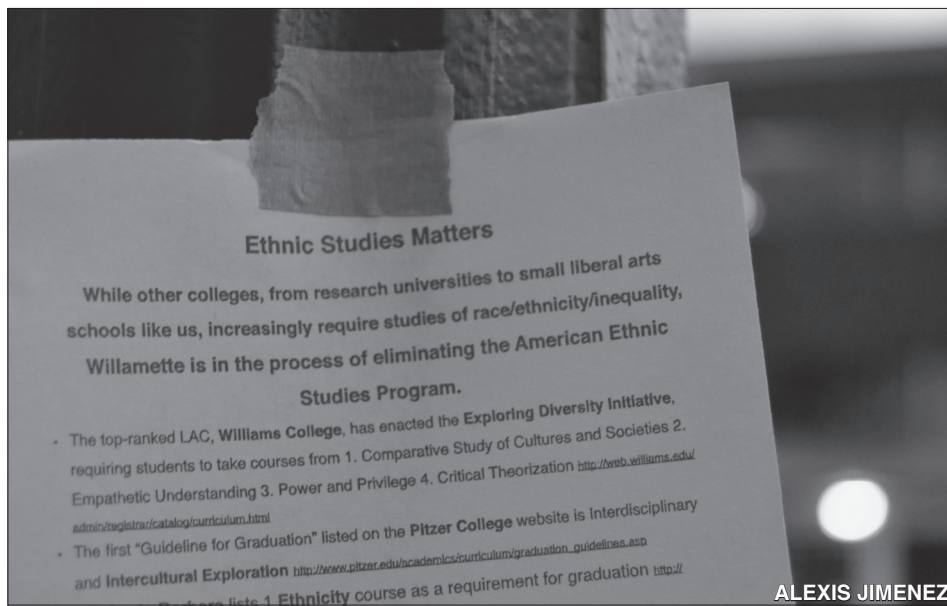 Ethnic Studies Matters
While other colleges, from research universities to small liberal arts
schools like us, increasingly require studies of race/ethnicity/inequality,
Willamette is in the process of eliminating the American Ethnic
Studies Program.
• The top-ranked LAC, Williams College, has enacted the Exploring Diversity Initiative,
requiring students to take courses from 1. Comparative Study of Cultures and Societies 2.
Empathetic Understanding 3. Power and Privilege 4. Critical Theorization http://web.williams.edu/
admin/registrar/catalog/curriculum.html
• The first "Guideline for Graduation" listed on the Pitzer College website is Interdisciplinary
and Intercultural Exploration http://www.pitzer.edu/academics/curriculum/graduation_guidelines.asp
lists 1 Ethnicity course as a requirement for graduation http://
ALEXIS JIMENEZ